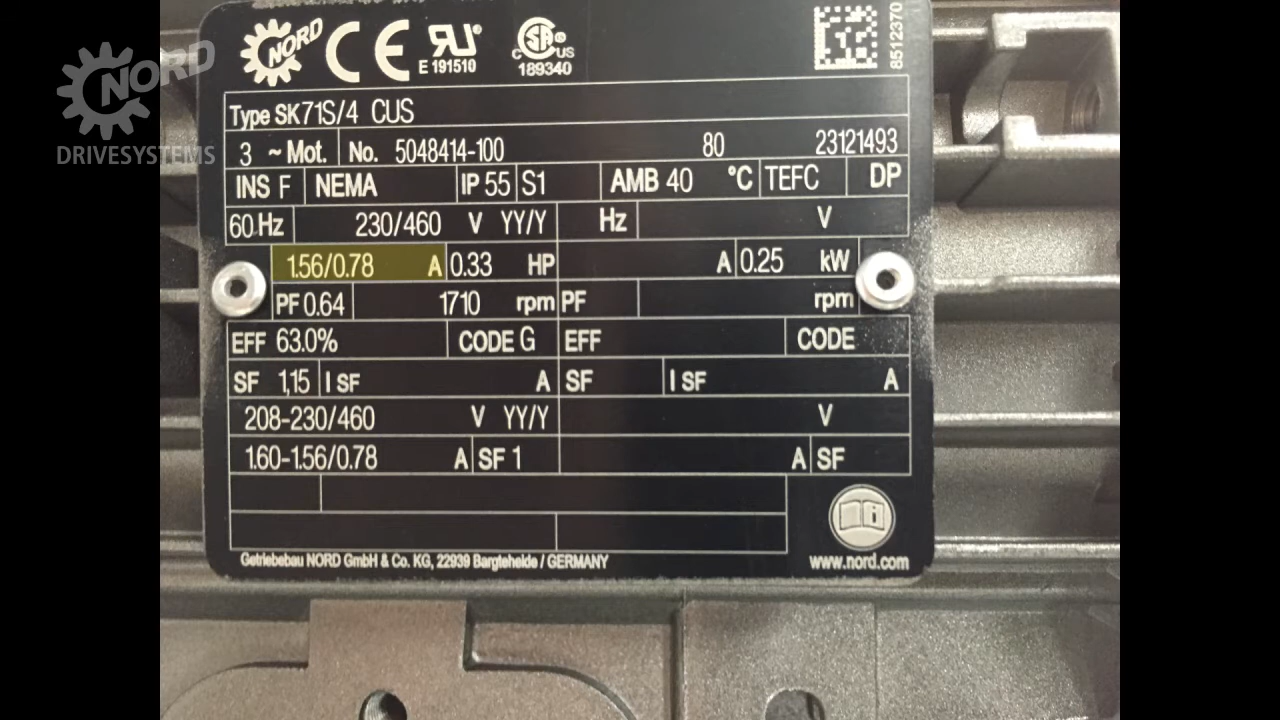 NORD
DRIVESYSTEMS
NORD CE RU ® E 191510 C SA ® US 189340
8512370
Type SK71S/4 CUS
3 ~ Mot. No. 5048414-100 80 23121493
INS F NEMA IP 55 S1 AMB 40 °C TEFC DP
60 Hz 230/460 V YY/Y Hz V
1.56/0.78 A 0.33 HP A 0.25 kW
PF 0.64 1710 rpm PF rpm
EFF 63.0% CODE G EFF CODE
SF 1,15 I SF A SF I SF A
208-230/460 V YY/Y V
1.60-1.56/0.78 A SF 1 A SF
Getriebebau NORD GmbH & Co. KG, 22939 Bargteheide / GERMANY
i
www.nord.com